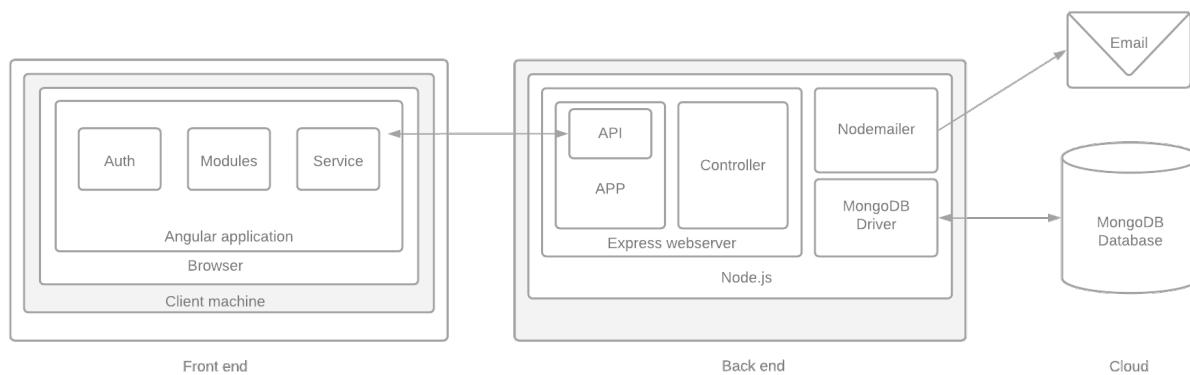 Auth
Modules
Service
Angular application
Browser
Client machine
Front end
API
APP
Controller
Express webserver
Nodemailer
MongoDB
Driver
Node.js
Back end
Email
MongoDB
Database
Cloud